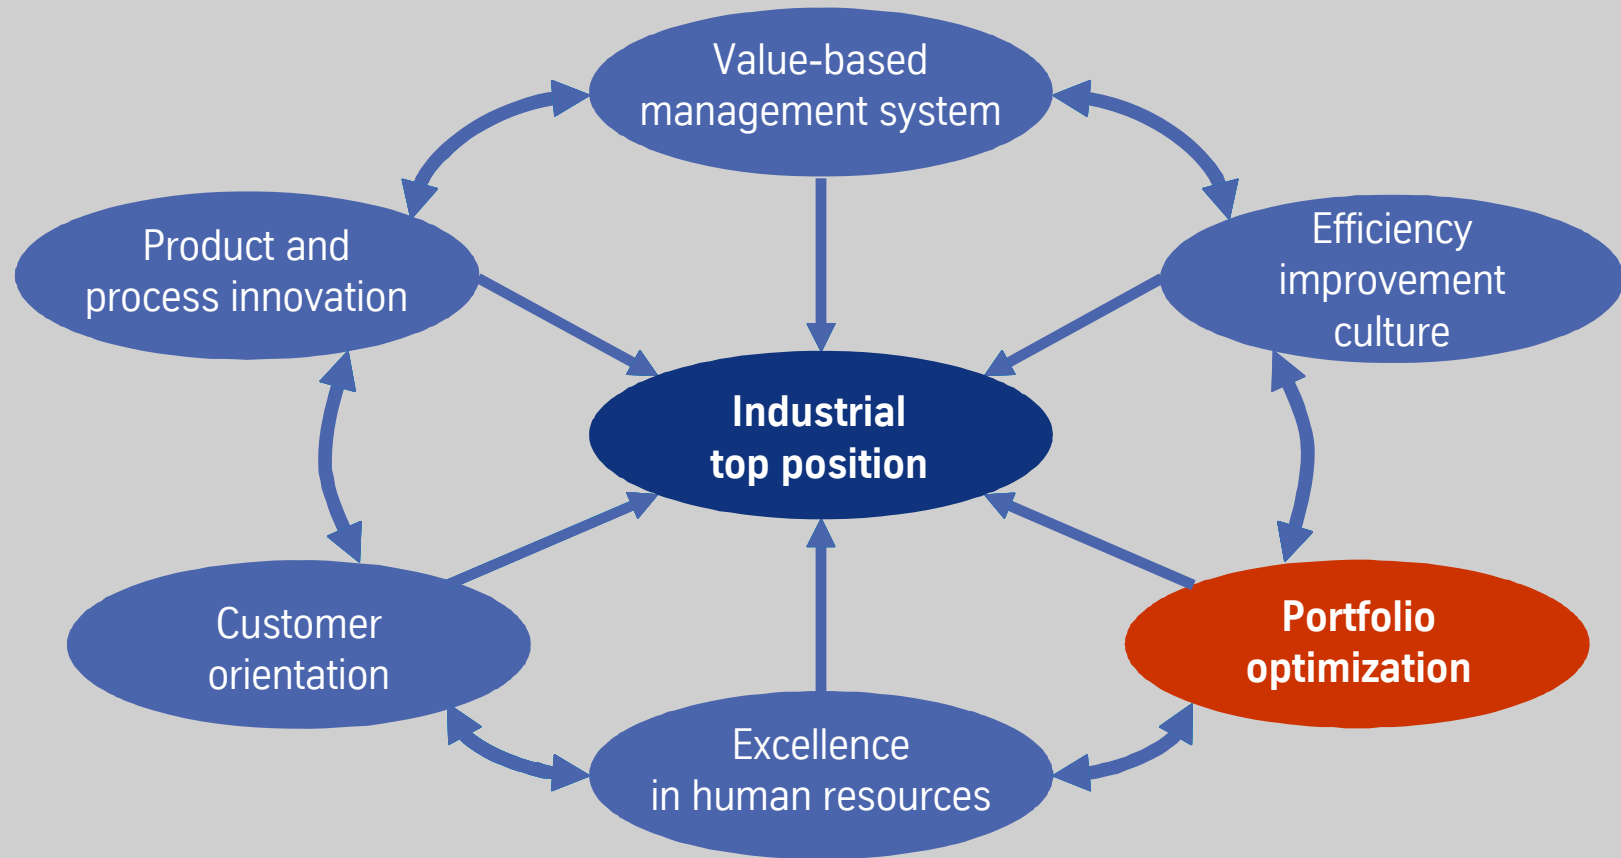 Value-based
management system
Product and
process innovation
Efficiency
improvement
culture
Industrial
top position
Customer
orientation
Portfolio
optimization
Excellence
in human resources